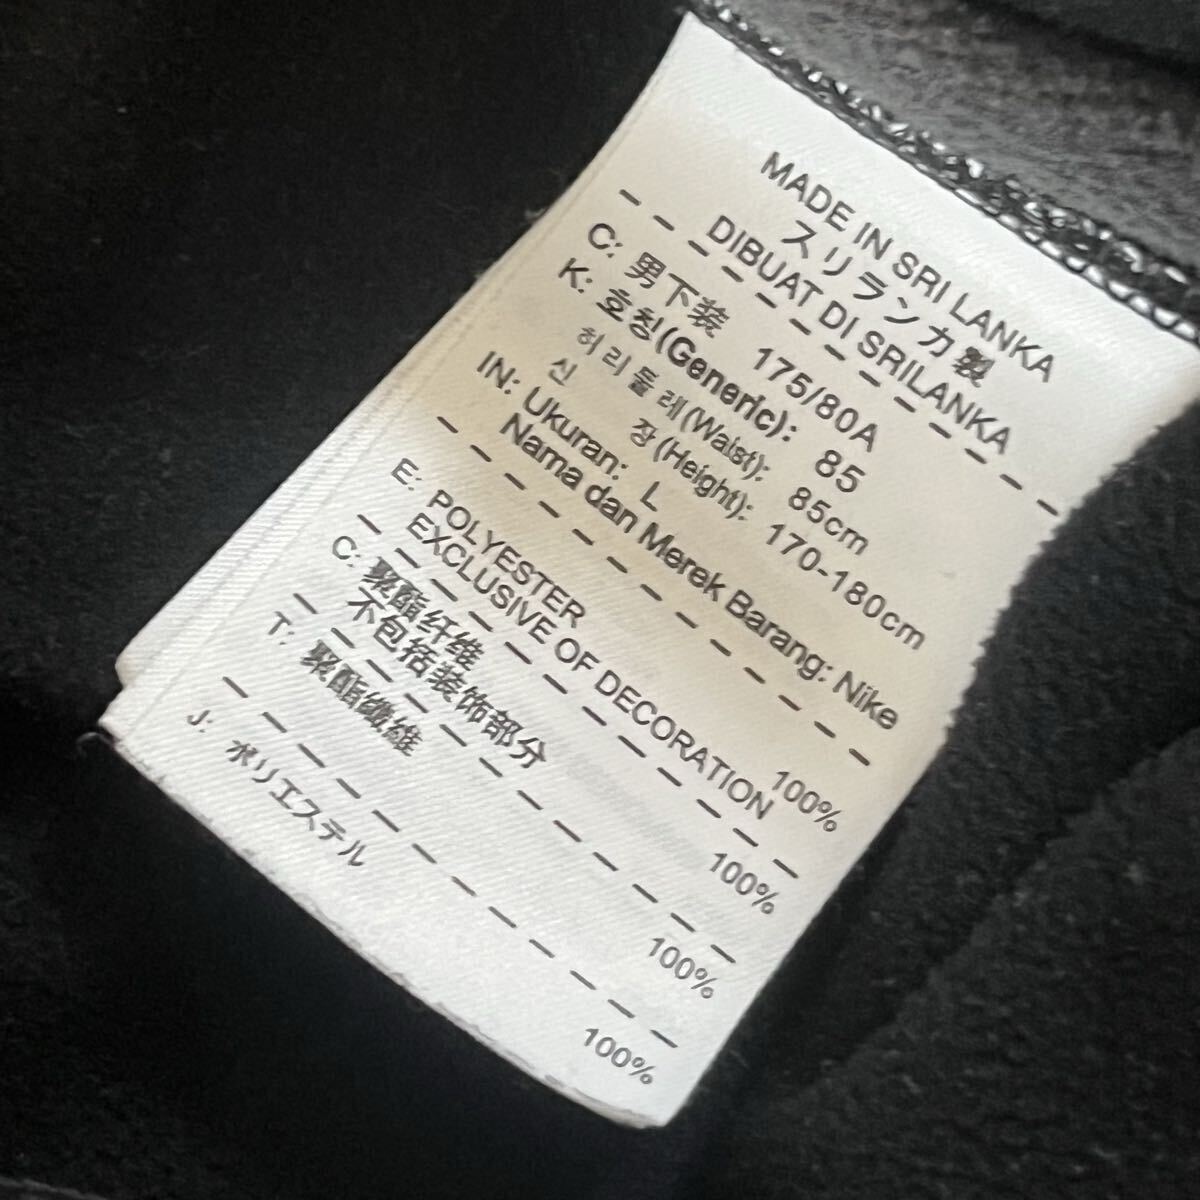 MADE IN SRI LANKA
スリランカ製
DIBUAT DI SRILANKA
C: 男下装 175/80A
K: 호칭(Generic): 85
허리둘레(Waist): 85cm
신 장(Height): 170-180cm
IN: Ukuran: L
Nama dan Merek Barang: Nike
E: POLYESTER 100%
EXCLUSIVE OF DECORATION
C: 聚酯纤维 100%
不包括装饰部分
T: 聚酯纖維 100%
J: ポリエステル 100%